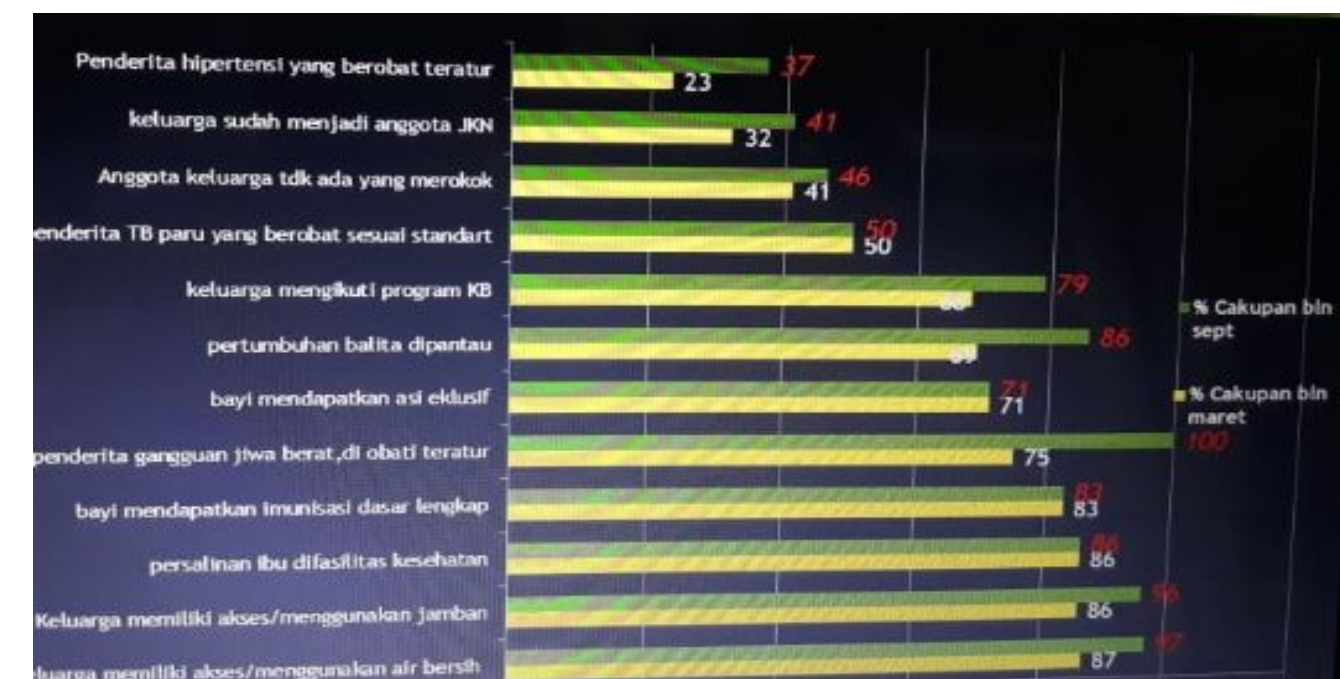 Penderita hipertensi yang berobat teratur
37
23
keluarga sudah menjadi anggota JKN
41
32
Anggota keluarga tdk ada yang merokok
46
41
enderita TB paru yang berobat sesuai standart
50
50
keluarga mengikuti program KB
79
% Cakupan bln
sept
pertumbuhan balita dipantau
86
69
bayi mendapatkan asi eklusif
71
71
% Cakupan bln
maret
penderita gangguan jiwa berat,di obati teratur
100
75
bayi mendapatkan imunisasi dasar lengkap
83
83
persalinan ibu difasilitas kesehatan
86
86
Keluarga memiliki akses/menggunakan jamban
96
86
eluarga memiliki akses/menggunakan air bersih
97
87